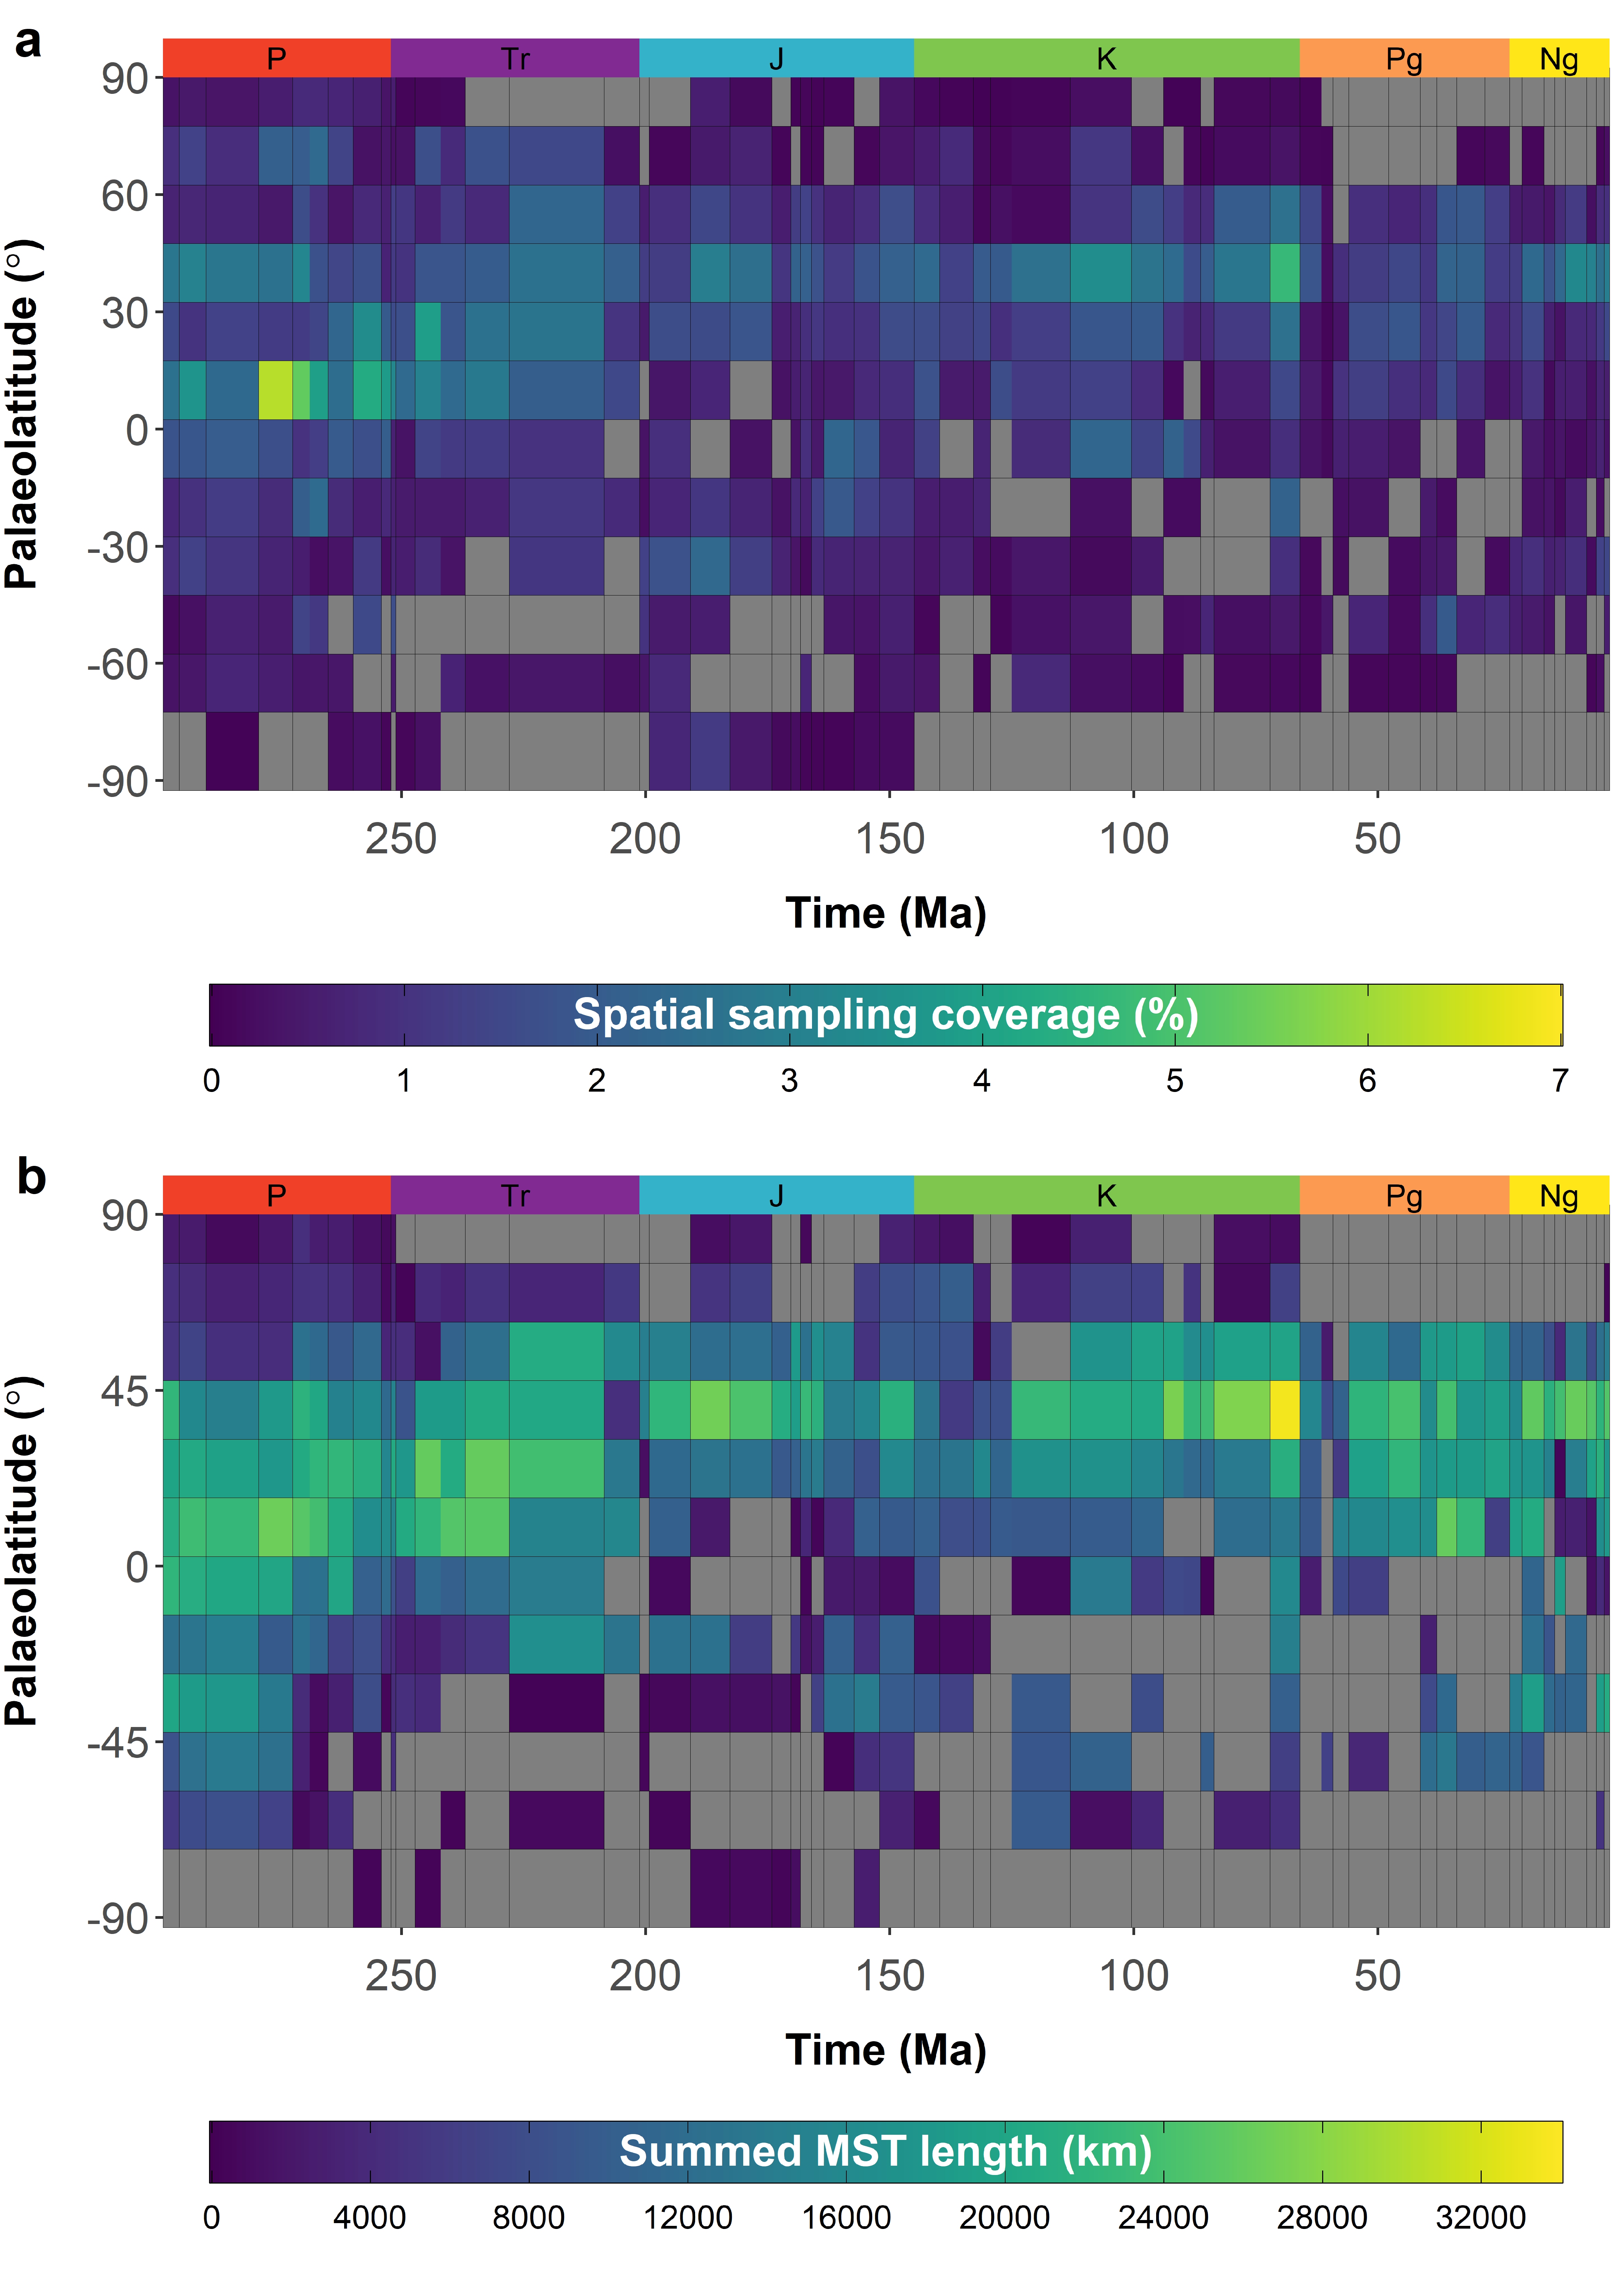 a
P Tr J K Pg Ng
90
60
30
0
-30
-60
-90
Palaeolatitude (°)
250 200 150 100 50
Time (Ma)
Spatial sampling coverage (%)
0 1 2 3 4 5 6 7
b
P Tr J K Pg Ng
90
45
0
-45
-90
Palaeolatitude (°)
250 200 150 100 50
Time (Ma)
Summed MST length (km)
0 4000 8000 12000 16000 20000 24000 28000 32000